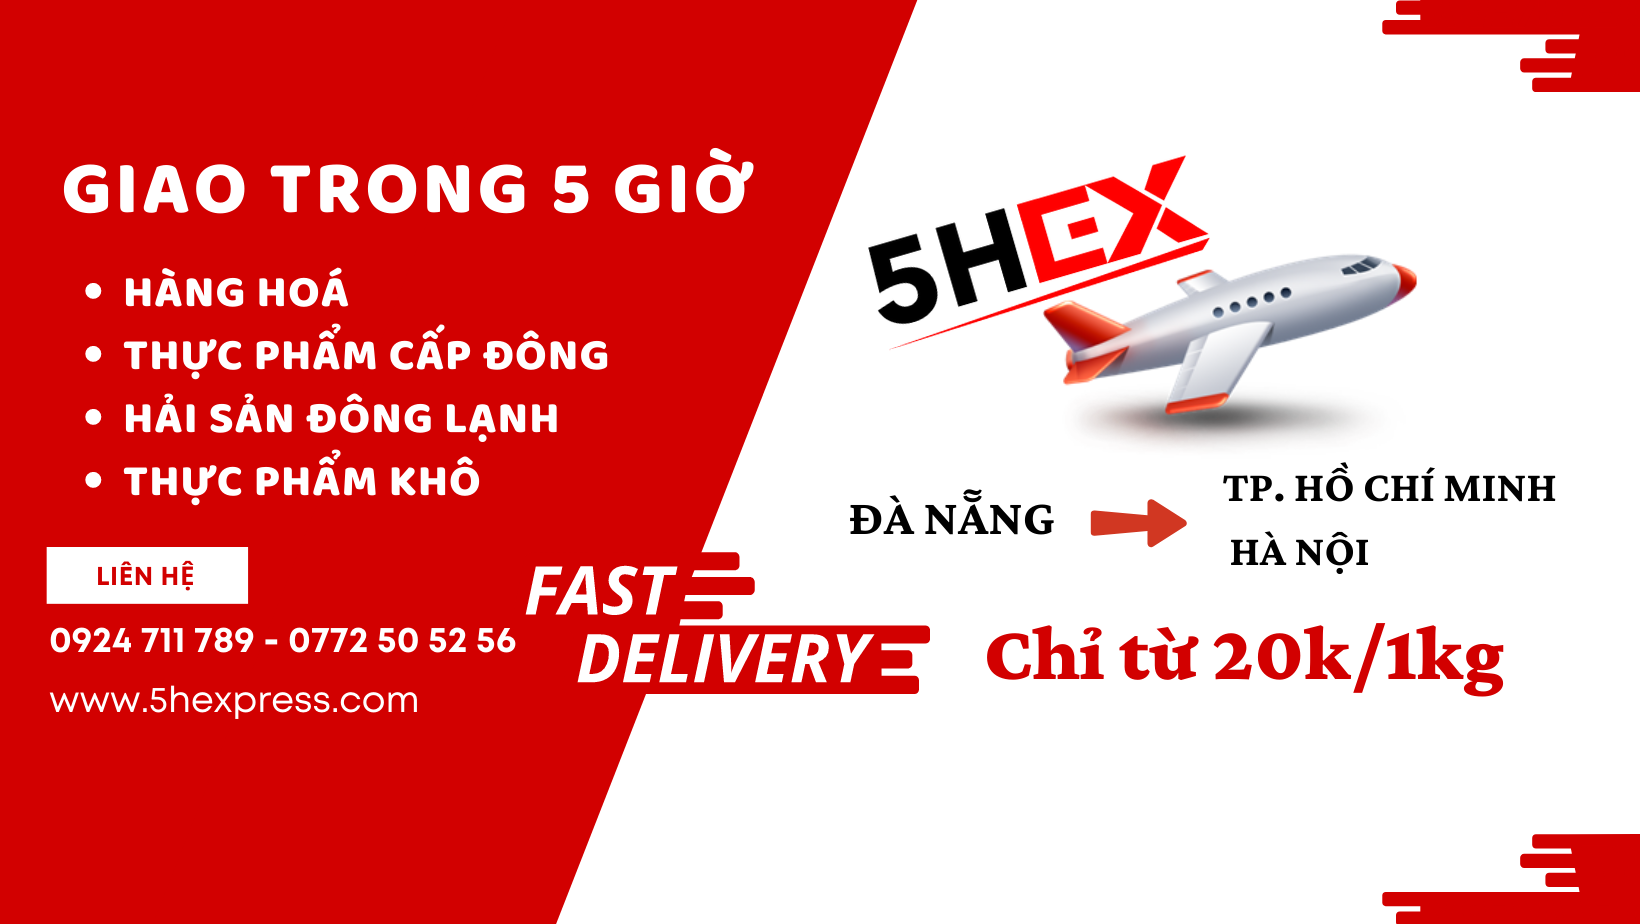 GIAO TRONG 5 GIỜ
• HÀNG HOÁ
• THỰC PHẨM CẤP ĐÔNG
• HẢI SẢN ĐÔNG LẠNH
• THỰC PHẨM KHÔ
LIÊN HỆ
0924 711 789 - 0772 50 52 56
www.5hexpress.com
FAST
DELIVERY
5HEX
ĐÀ NẴNG
TP. HỒ CHÍ MINH
HÀ NỘI
Chỉ từ 20k/1kg